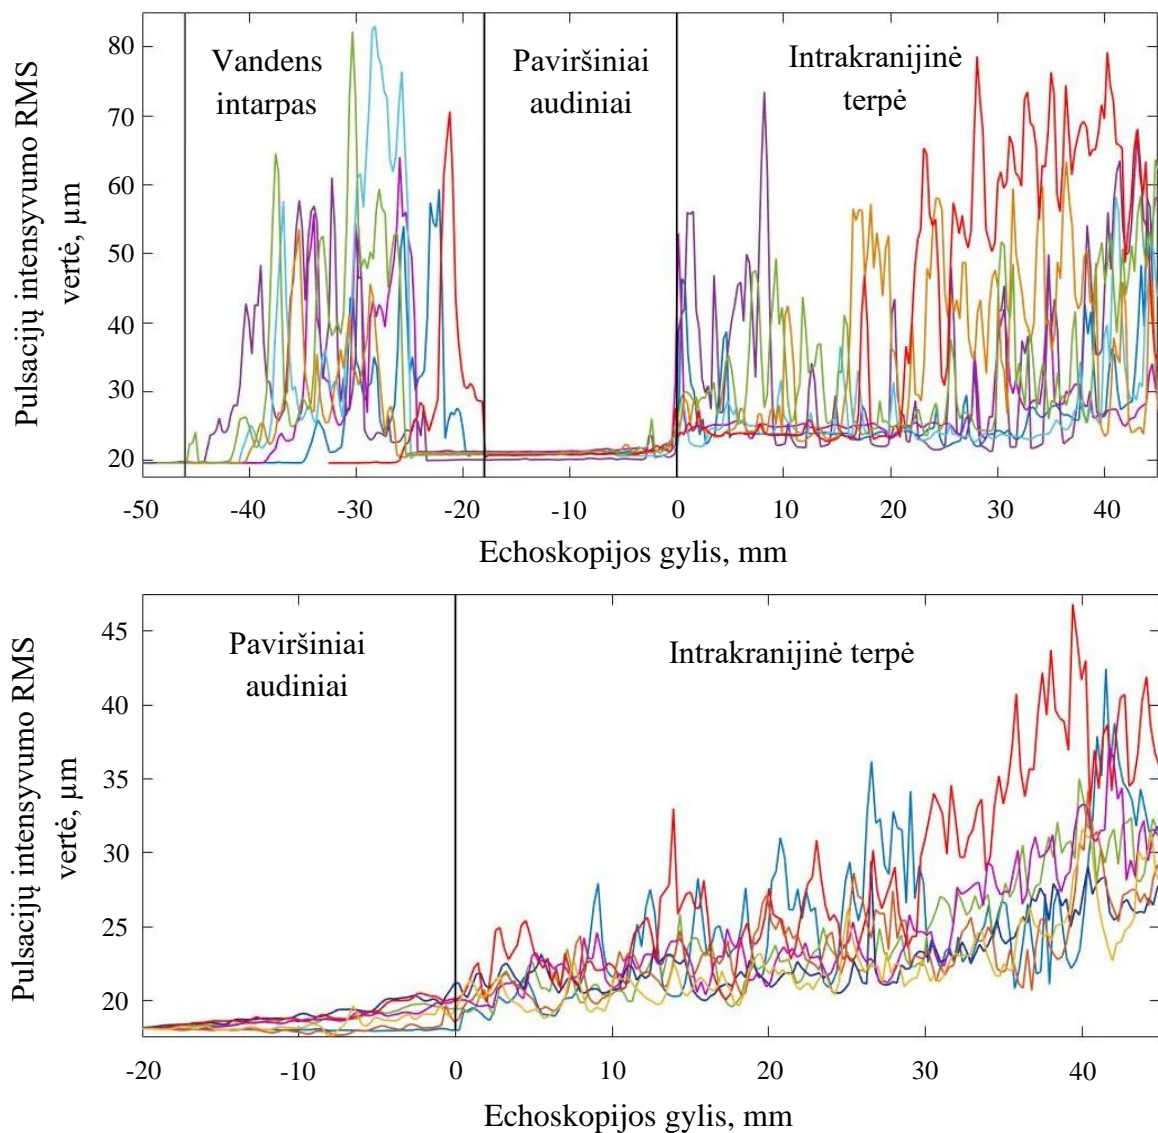 Pulsacijų intensyvumo RMS
vertė, µm
80
70
60
50
40
30
20
Vandens
intarpas
Paviršiniai
audiniai
Intrakranijinė
terpė
-50 -40 -30 -20 -10 0 10 20 30 40
Echoskopijos gylis, mm
Pulsacijų intensyvumo RMS
vertė, µm
45
40
35
30
25
20
Paviršiniai
audiniai
Intrakranijinė terpė
-20 -10 0 10 20 30 40
Echoskopijos gylis, mm